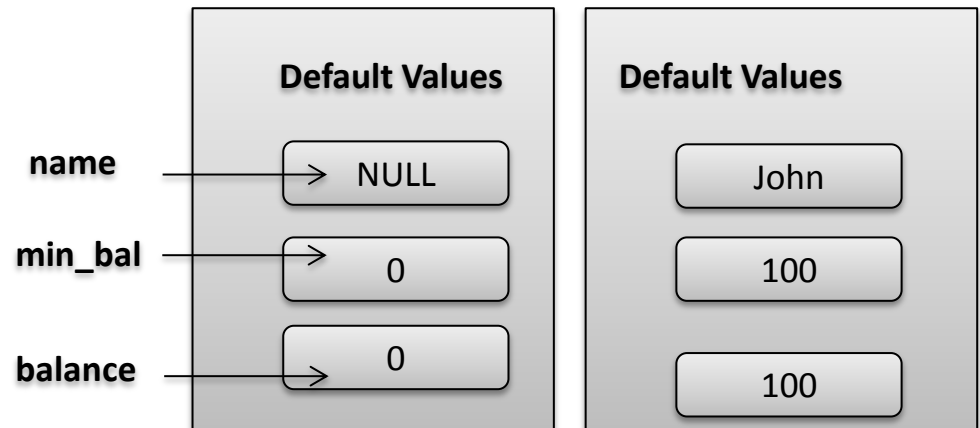 Default Values
Default Values
name
NULL
John
min_bal
0
100
balance
0
100